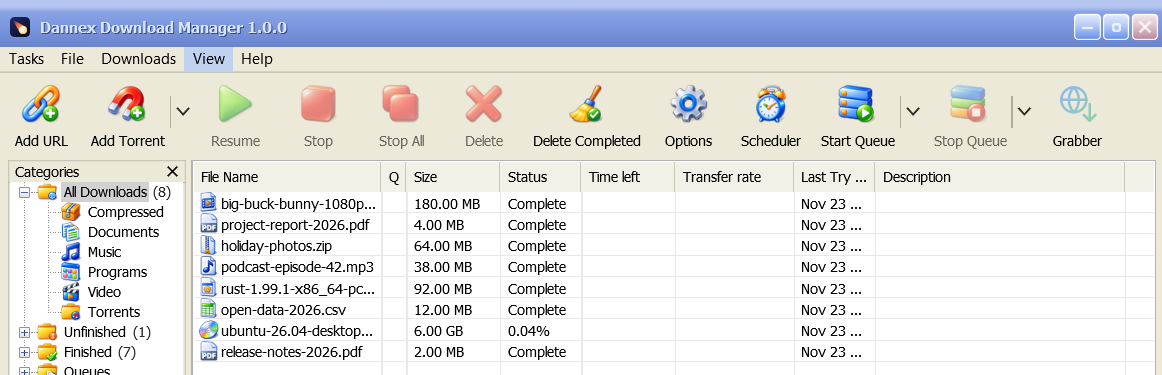 Dannex Download Manager 1.0.0
Tasks File Downloads View Help
Add URL Add Torrent Resume Stop Stop All Delete Delete Completed Options Scheduler Start Queue Stop Queue Grabber
Categories
All Downloads (8)
Compressed
Documents
Music
Programs
Video
Torrents
Unfinished (1)
Finished (7)
Queues
File Name Q Size Status Time left Transfer rate Last Try ... Description
big-buck-bunny-1080p... 180.00 MB Complete Nov 23 ...
project-report-2026.pdf 4.00 MB Complete Nov 23 ...
holiday-photos.zip 64.00 MB Complete Nov 23 ...
podcast-episode-42.mp3 38.00 MB Complete Nov 23 ...
rust-1.99.1-x86_64-pc... 92.00 MB Complete Nov 23 ...
open-data-2026.csv 12.00 MB Complete Nov 23 ...
ubuntu-26.04-desktop... 6.00 GB 0.04% Nov 23 ...
release-notes-2026.pdf 2.00 MB Complete Nov 23 ...